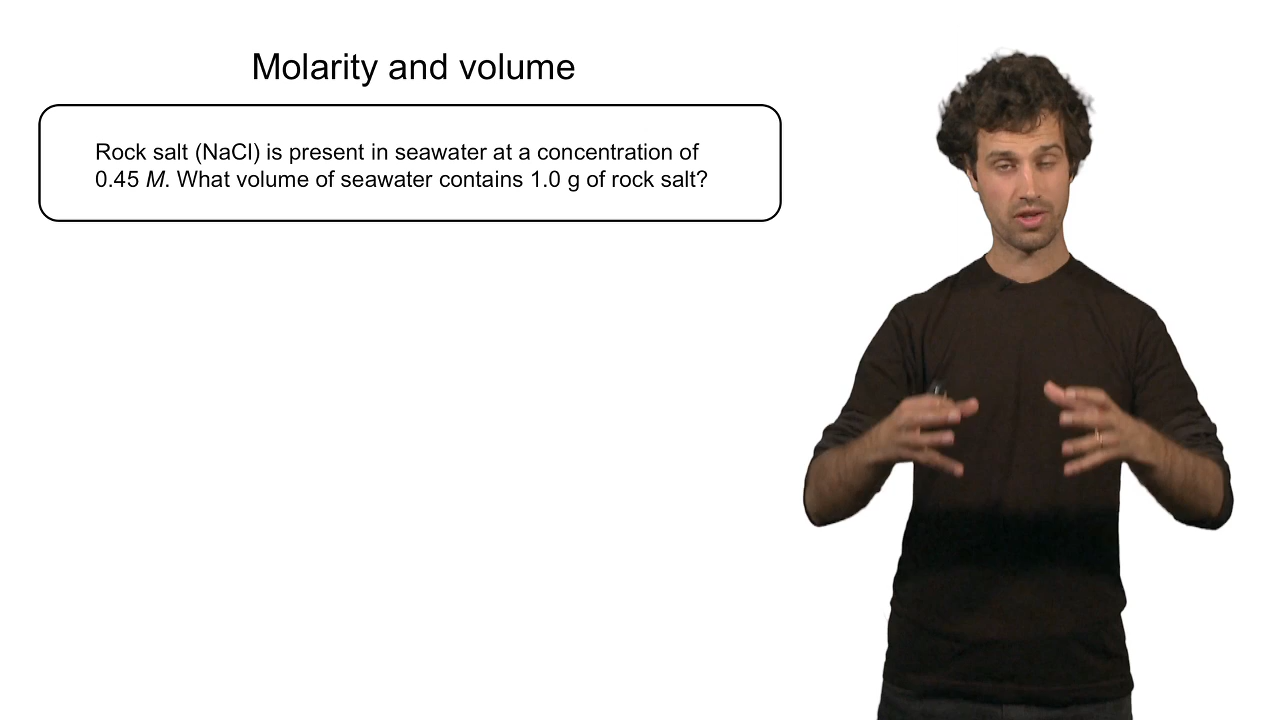 Molarity and volume
Rock salt (NaCl) is present in seawater at a concentration of
0.45 M. What volume of seawater contains 1.0 g of rock salt?